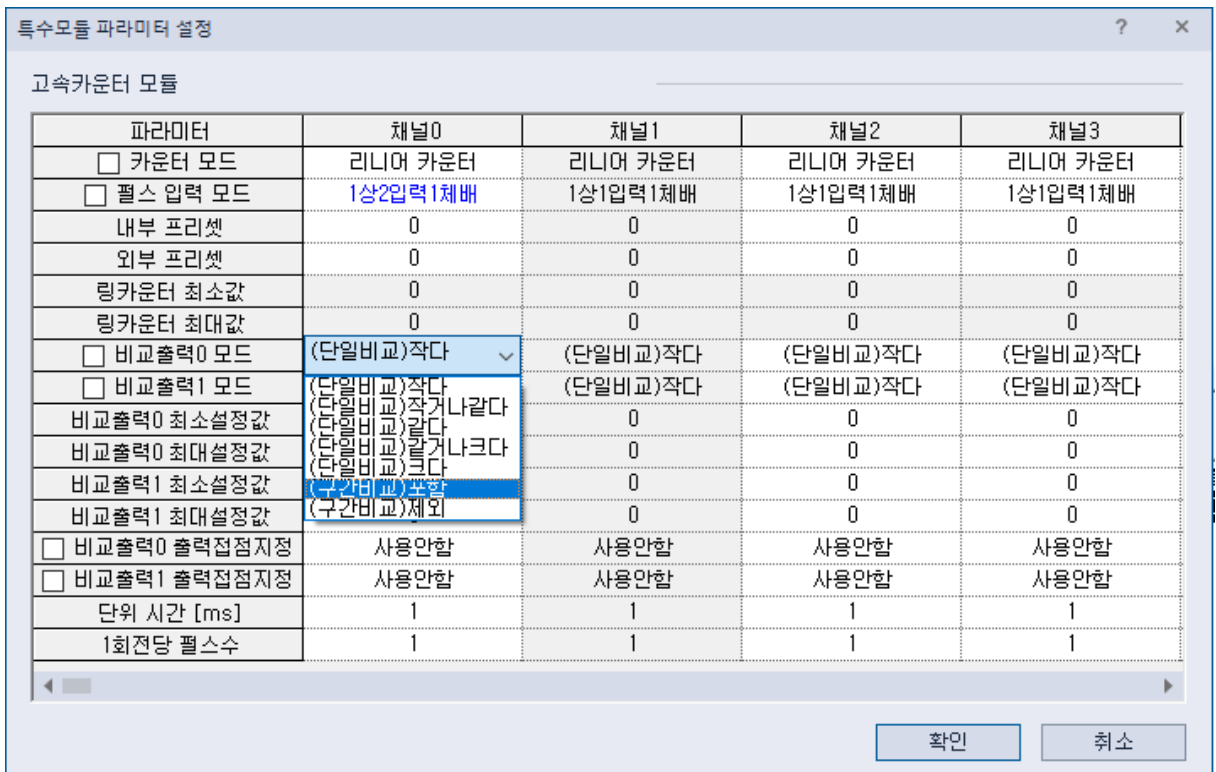 특수모듈 파라미터 설정 ? ×
고속카운터 모듈
파라미터 채널0 채널1 채널2 채널3
카운터 모드 리니어 카운터 리니어 카운터 리니어 카운터 리니어 카운터
펄스 입력 모드 1상2입력1체배 1상1입력1체배 1상1입력1체배 1상1입력1체배
내부 프리셋 0 0 0 0
외부 프리셋 0 0 0 0
링카운터 최소값 0 0 0 0
링카운터 최대값 0 0 0 0
비교출력0 모드 (단일비교)작다 (단일비교)작다 (단일비교)작다 (단일비교)작다
비교출력1 모드 (단일비교)작다 (단일비교)작다 (단일비교)작다 (단일비교)작다
(단일비교)작거나같다
비교출력0 최소설정값 (단일비교)같다 0 0 0
비교출력0 최대설정값 (단일비교)같거나크다 0 0 0
(단일비교)크다
비교출력1 최소설정값 (구간비교)포함 0 0 0
비교출력1 최대설정값 (구간비교)제외 0 0 0
비교출력0 출력접점지정 사용안함 사용안함 사용안함 사용안함
비교출력1 출력접점지정 사용안함 사용안함 사용안함 사용안함
단위 시간 [ms] 1 1 1 1
1회전당 펄스수 1 1 1 1
확인 취소